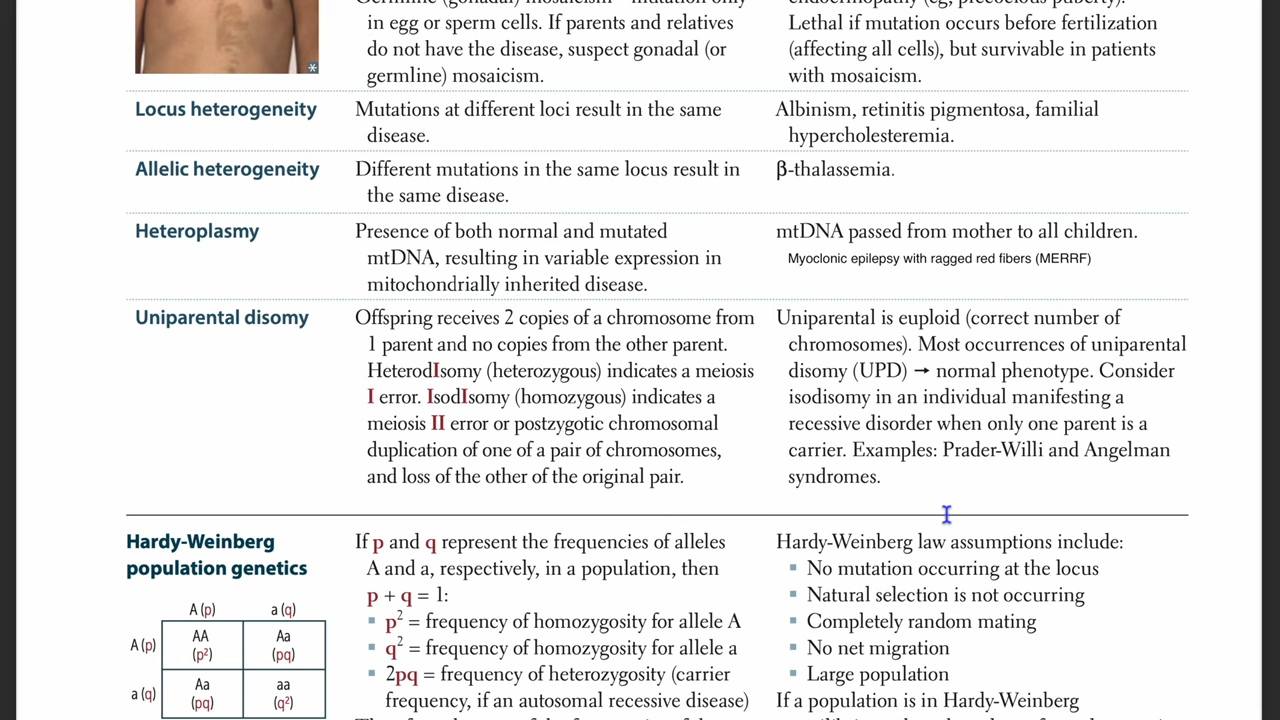 Germline (gonadal) mosaicism—mutation only
in egg or sperm cells. If parents and relatives
do not have the disease, suspect gonadal (or
germline) mosaicism.
endocrinopathy (eg, precocious puberty).
Lethal if mutation occurs before fertilization
(affecting all cells), but survivable in patients
with mosaicism.
Locus heterogeneity
Mutations at different loci result in the same
disease.
Albinism, retinitis pigmentosa, familial
hypercholesteremia.
Allelic heterogeneity
Different mutations in the same locus result in
the same disease.
β-thalassemia.
Heteroplasmy
Presence of both normal and mutated
mtDNA, resulting in variable expression in
mitochondrially inherited disease.
mtDNA passed from mother to all children.
Myoclonic epilepsy with ragged red fibers (MERRF)
Uniparental disomy
Offspring receives 2 copies of a chromosome from
1 parent and no copies from the other parent.
HeterodIsomy (heterozygous) indicates a meiosis
I error. IsodIsomy (homozygous) indicates a
meiosis II error or postzygotic chromosomal
duplication of one of a pair of chromosomes,
and loss of the other of the original pair.
Uniparental is euploid (correct number of
chromosomes). Most occurrences of uniparental
disomy (UPD) → normal phenotype. Consider
isodisomy in an individual manifesting a
recessive disorder when only one parent is a
carrier. Examples: Prader-Willi and Angelman
syndromes.
Hardy-Weinberg
population genetics
A (p) a (q)
A (p) AA Aa
(p²) (pq)
a (q) Aa aa
(pq) (q²)
If p and q represent the frequencies of alleles
A and a, respectively, in a population, then
p + q = 1:
▪ p² = frequency of homozygosity for allele A
▪ q² = frequency of homozygosity for allele a
▪ 2pq = frequency of heterozygosity (carrier
frequency, if an autosomal recessive disease)
Hardy-Weinberg law assumptions include:
▪ No mutation occurring at the locus
▪ Natural selection is not occurring
▪ Completely random mating
▪ No net migration
▪ Large population
If a population is in Hardy-Weinberg